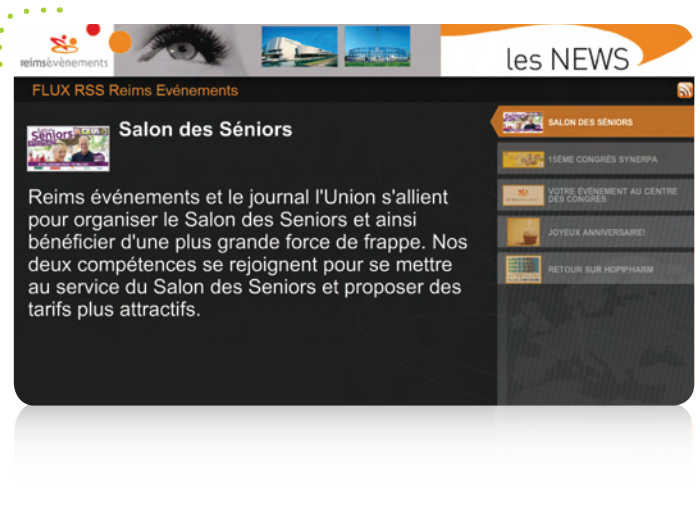 reimsévènements
les NEWS
FLUX RSS Reims Evénements
Salon des Séniors
Seniors
Reims événements et le journal l'Union s'allient
pour organiser le Salon des Seniors et ainsi
bénéficier d'une plus grande force de frappe. Nos
deux compétences se rejoignent pour se mettre
au service du Salon des Seniors et proposer des
tarifs plus attractifs.
SALON DES SÉNIORS
15ÈME CONGRÈS SYNERPA
VOTRE ÉVÉNEMENT AU CENTRE
DES CONGRÈS
JOYEUX ANNIVERSAIRE!
RETOUR SUR HOPIPHARM